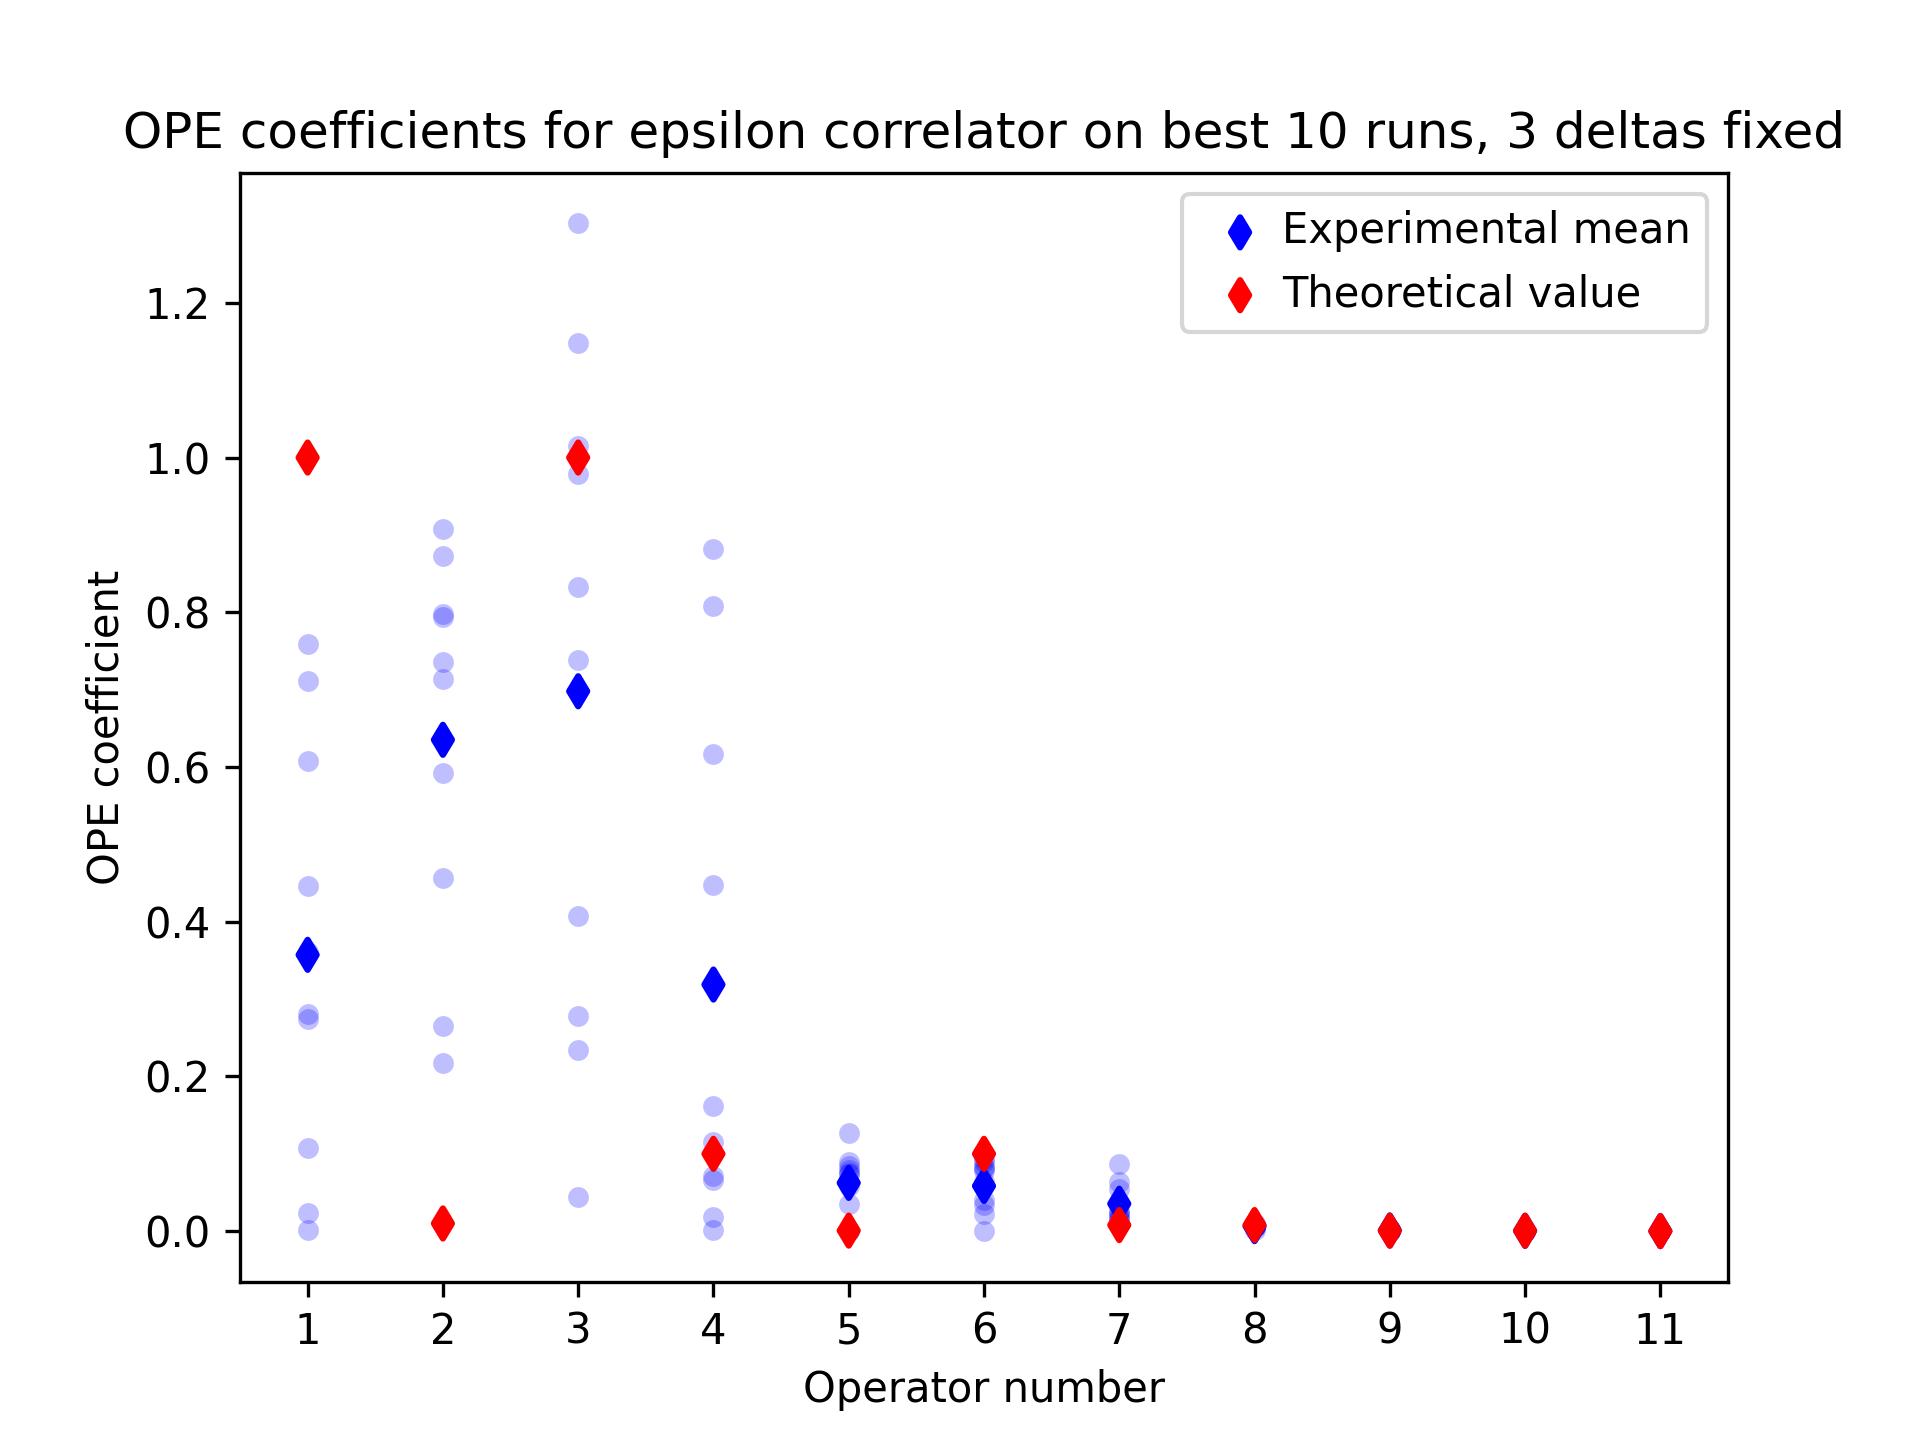 OPE coefficients for epsilon correlator on best 10 runs, 3 deltas fixed
Experimental mean
Theoretical value
1.2
1.0
0.8
0.6
0.4
0.2
0.0
OPE coefficient
1 2 3 4 5 6 7 8 9 10 11
Operator number